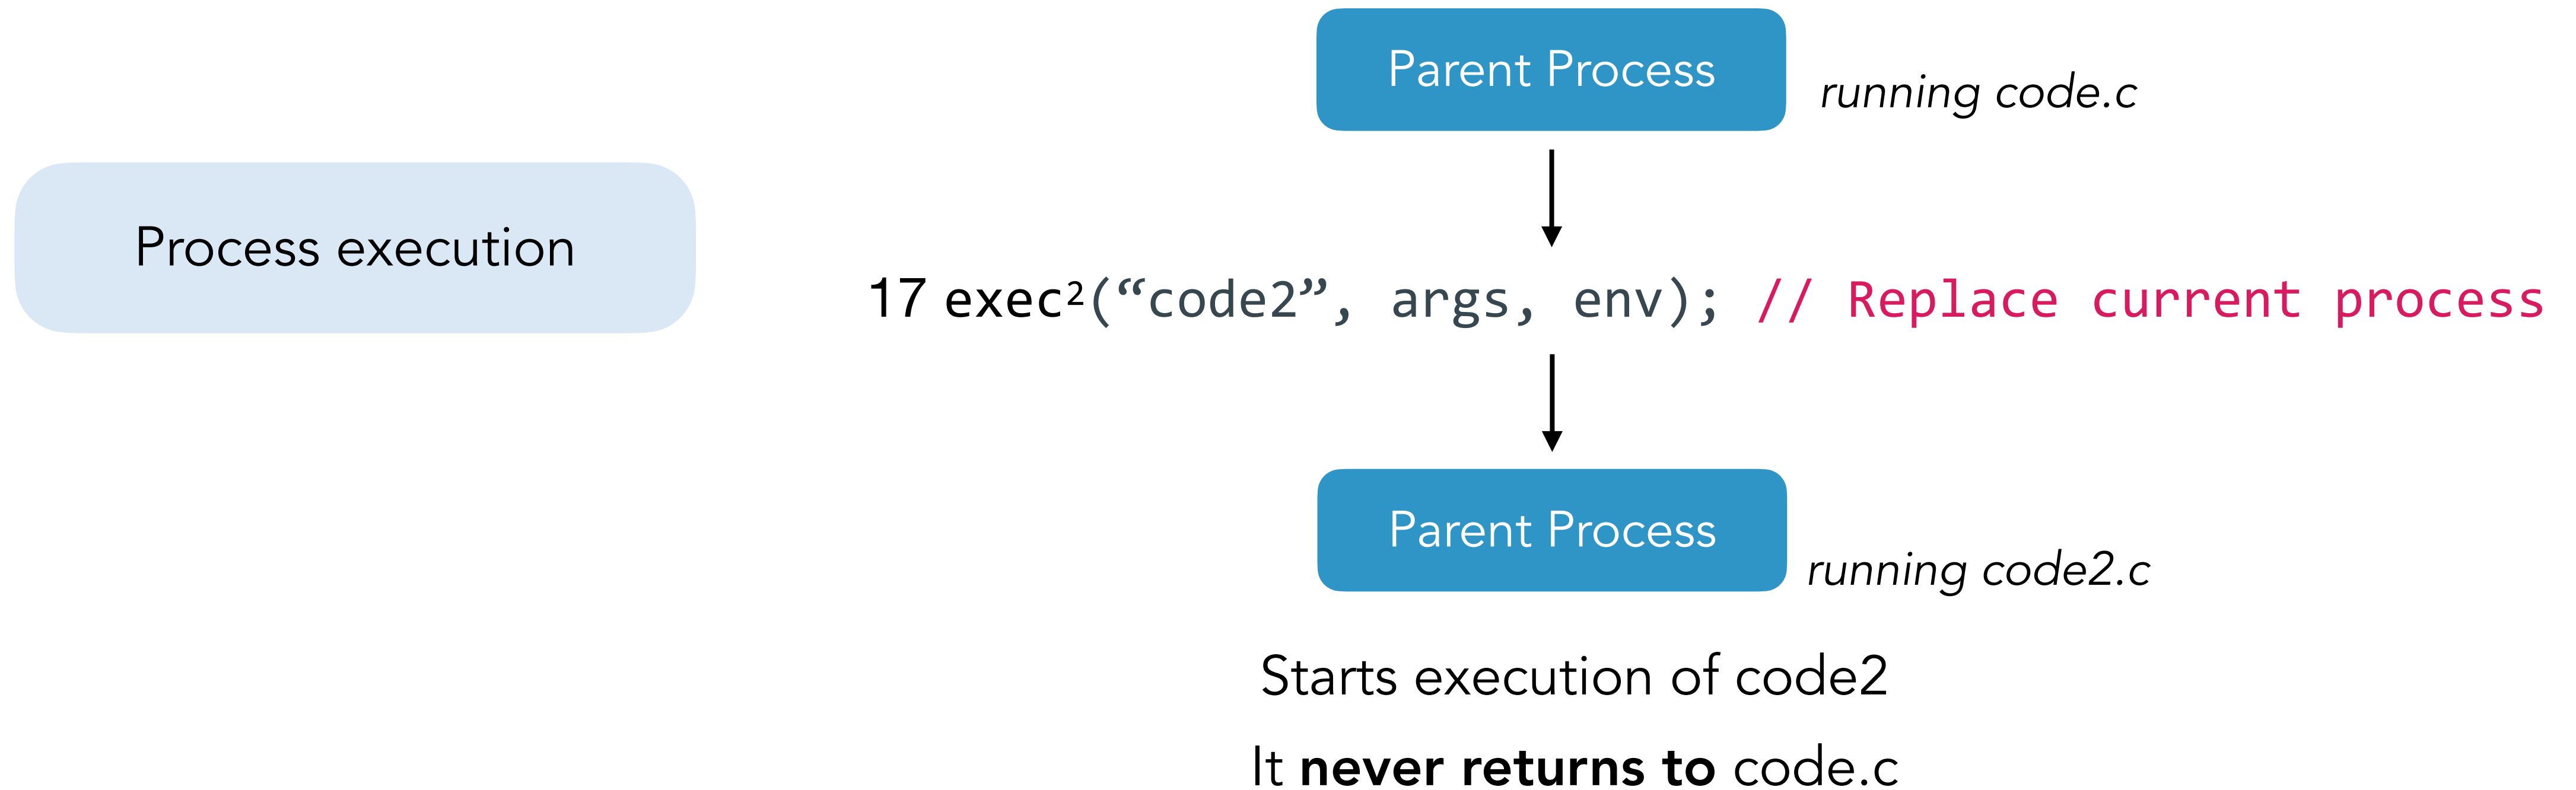 Parent Process
running code.c
Process execution
17 exec²(“code2”, args, env); // Replace current process
Parent Process
running code2.c
Starts execution of code2
It never returns to code.c